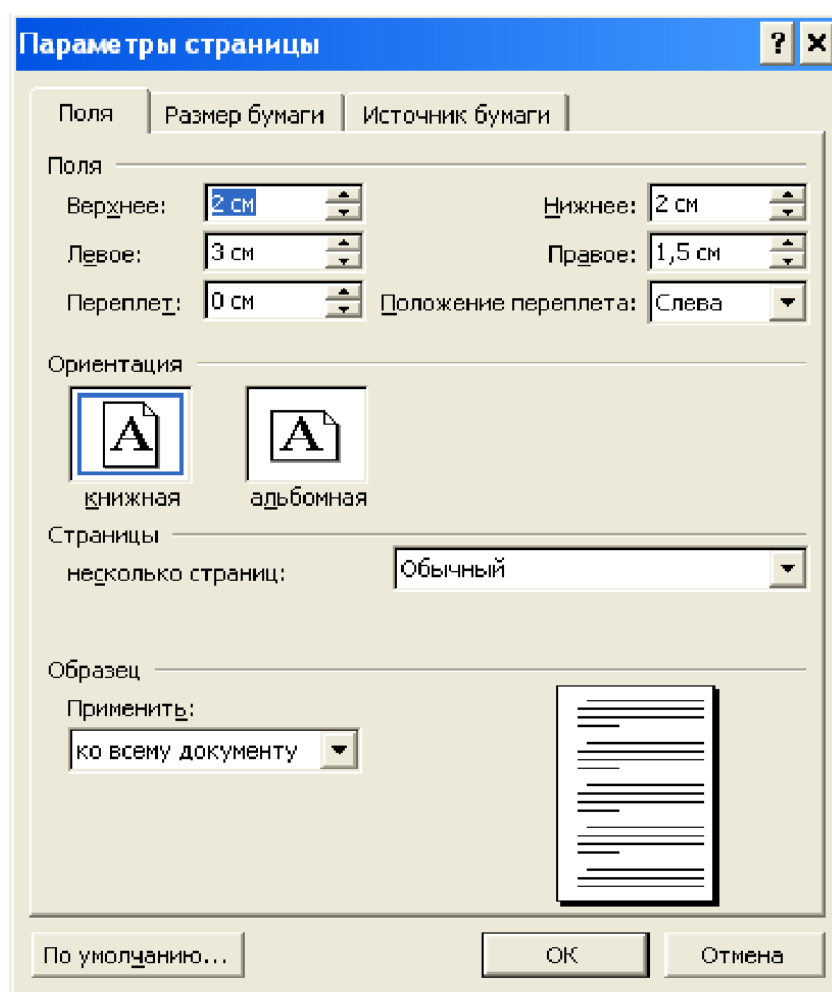 Параметры страницы
Поля Размер бумаги Источник бумаги
Поля
Верхнее: 2 см Нижнее: 2 см
Левое: 3 см Правое: 1,5 см
Переплет: 0 см Положение переплета: Слева
Ориентация
A A
книжная альбомная
Страницы
несколько страниц: Обычный
Образец
Применить:
ко всему документу
По умолчанию... ОК Отмена